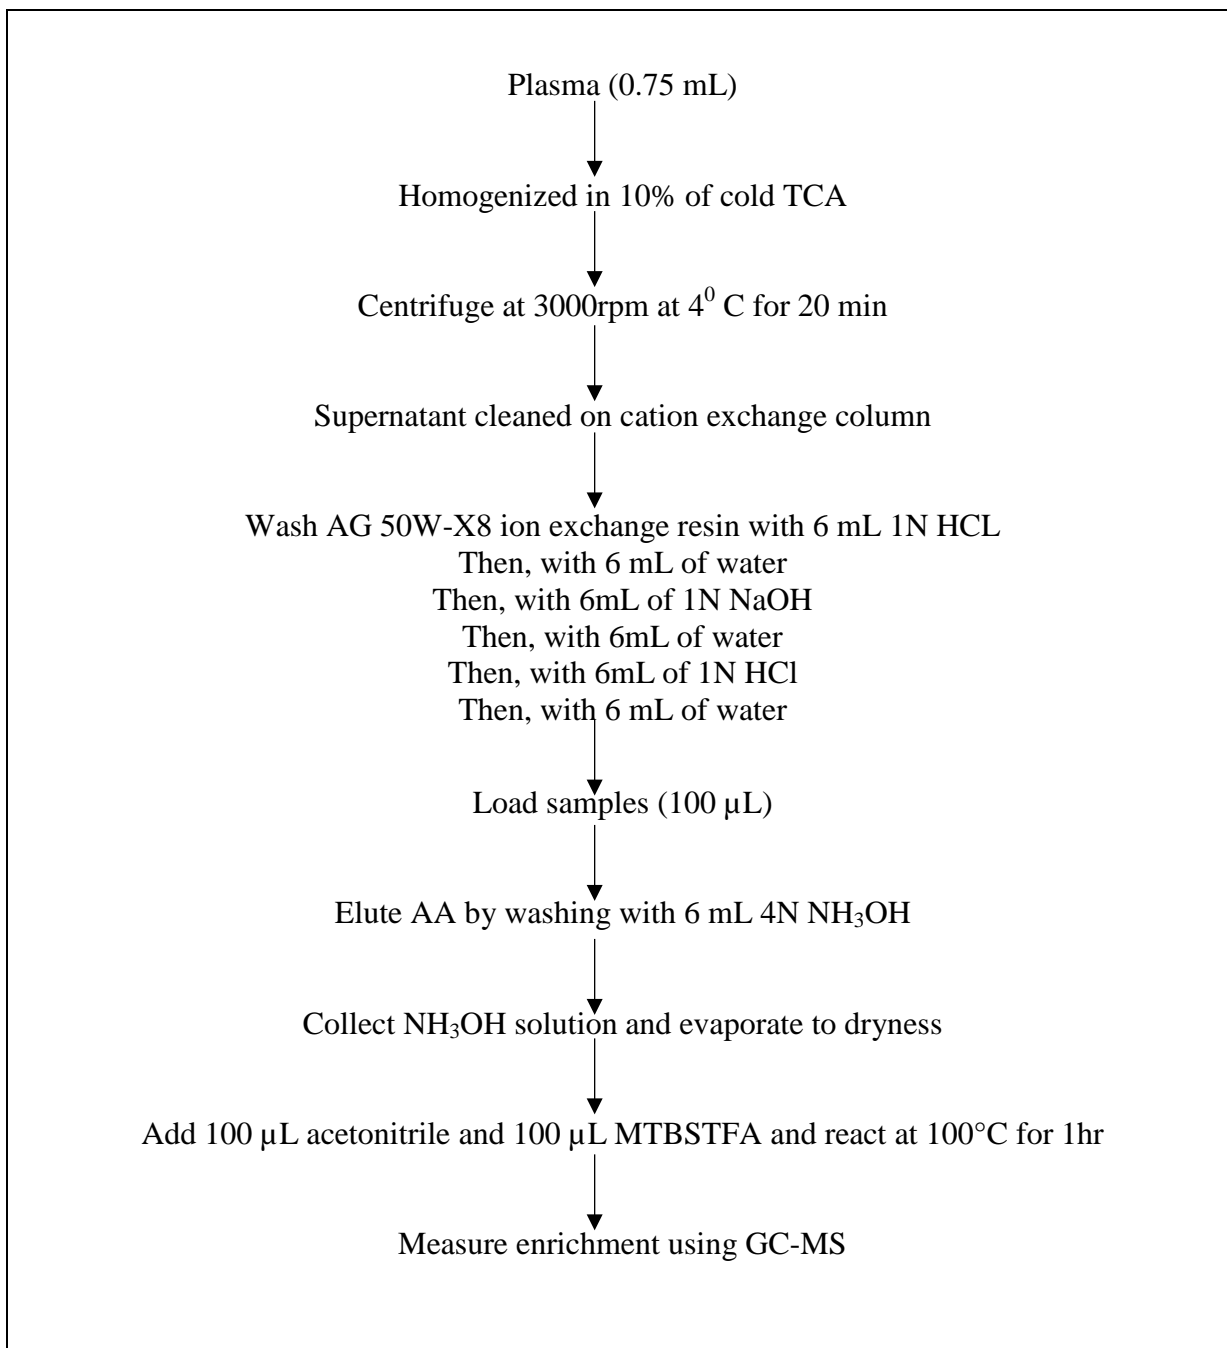 Plasma (0.75 mL)
Homogenized in 10% of cold TCA
Centrifuge at 3000rpm at 4⁰ C for 20 min
Supernatant cleaned on cation exchange column
Wash AG 50W-X8 ion exchange resin with 6 mL 1N HCL
Then, with 6 mL of water
Then, with 6mL of 1N NaOH
Then, with 6mL of water
Then, with 6mL of 1N HCl
Then, with 6 mL of water
Load samples (100 µL)
Elute AA by washing with 6 mL 4N NH₃OH
Collect NH₃OH solution and evaporate to dryness
Add 100 µL acetonitrile and 100 µL MTBSTFA and react at 100°C for 1hr
Measure enrichment using GC-MS